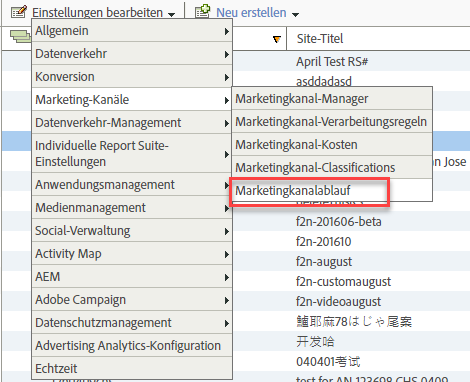 Einstellungen bearbeiten
Neu erstellen
Allgemein
Datenverkehr
Konversion
Marketing-Kanäle
Datenverkehr-Management
Individuelle Report Suite-
Einstellungen
Anwendungsmanagement
Medienmanagement
Social-Verwaltung
Activity Map
AEM
Adobe Campaign
Datenschutzmanagement
Advertising Analytics-Konfiguration
Echtzeit
Marketingkanal-Manager
Marketingkanal-Verarbeitungsregeln
Marketingkanal-Kosten
Marketingkanal-Classifications
Marketingkanalablauf
Site-Titel
April Test RS#
asddadasd
on Jose
f2n-201606-beta
f2n-201610
f2n-august
f2n-customaugust
f2n-videoaugust
鱸耶麻78はじゃ尾案
开发哈
040401考试
test for AN 123698 CHS 0409